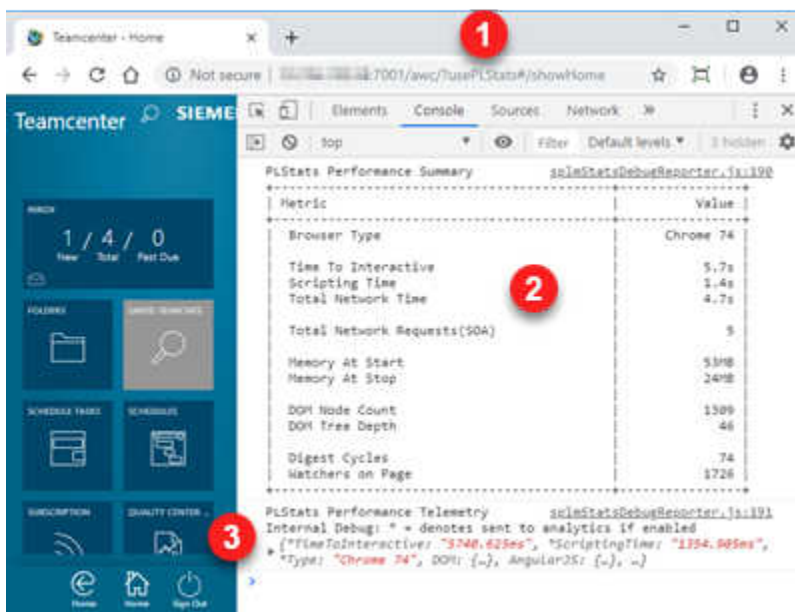 Teamcenter - Home
1
Not secure
:7001/awc/?usePLStats#/showHome
Teamcenter
SIEME
Elements Console Sources Network »
top
Filter Default levels ▼ 3 hidden
PLStats Performance Summary splmStatsDebugReporter.js:190
Metric Value
Browser Type Chrome 74
Time To Interactive 5.7s
Scripting Time 1.4s
Total Network Time 4.7s
2
Total Network Requests(SOA) 5
Memory At Start 53MB
Memory At Stop 24MB
DOM Node Count 1309
DOM Tree Depth 46
Digest Cycles 74
Watchers on Page 1726
PLStats Performance Telemetry splmStatsDebugReporter.js:191
Internal Debug: * = denotes sent to analytics if enabled
{*TimeToInteractive: "5740.625ms", *ScriptingTime: "1354.905ms",
*Type: "Chrome 74", DOM: {…}, AngularJS: {…}, …}
3
INBOX
1 / 4 / 0
New Total Past Due
FOLDERS
SAVED SEARCHES
SCHEDULE TASKS
SCHEDULES
SUBSCRIPTION
QUALITY CENTER
Home
Home
Sign Out